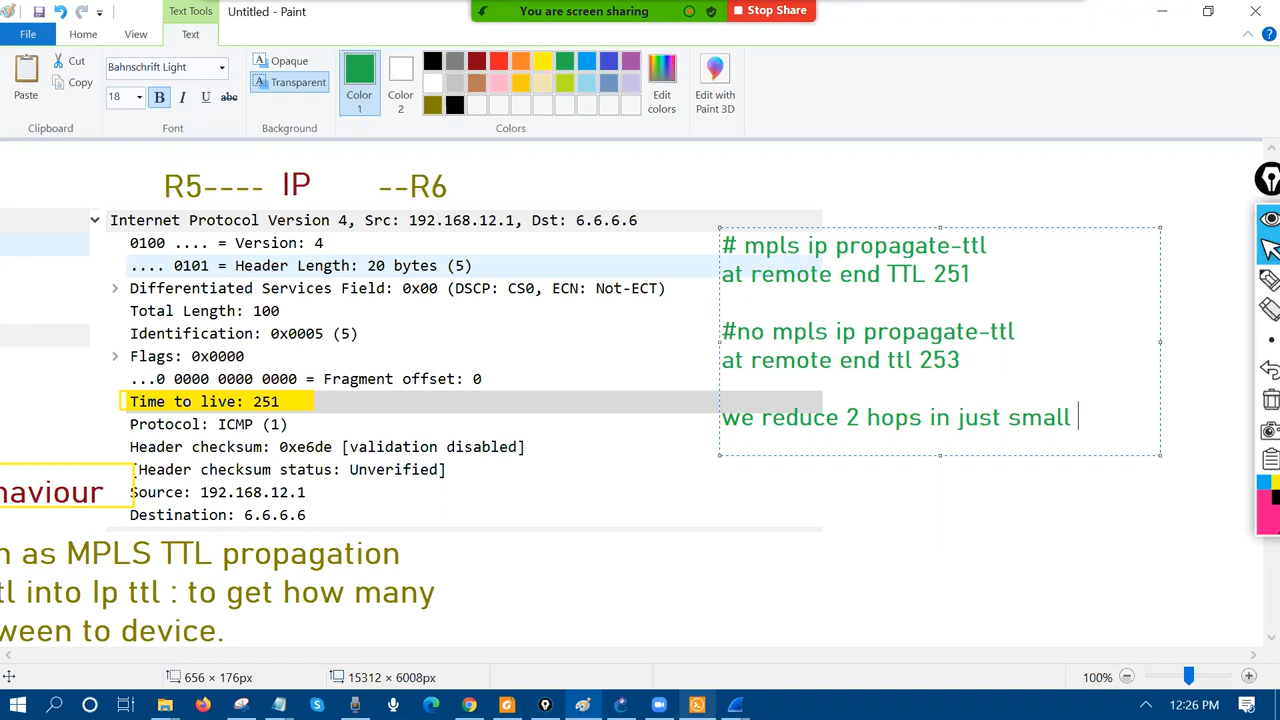 Text Tools
Untitled - Paint
You are screen sharing
Stop Share
File
Home
View
Text
Paste
Cut
Copy
Clipboard
Bahnschrift Light
18
B I U abc
Font
Opaque
Transparent
Background
Color 1
Color 2
Edit colors
Edit with Paint 3D
Colors
R5---- IP --R6
Internet Protocol Version 4, Src: 192.168.12.1, Dst: 6.6.6.6
0100 .... = Version: 4
.... 0101 = Header Length: 20 bytes (5)
Differentiated Services Field: 0x00 (DSCP: CS0, ECN: Not-ECT)
Total Length: 100
Identification: 0x0005 (5)
Flags: 0x0000
...0 0000 0000 0000 = Fragment offset: 0
Time to live: 251
Protocol: ICMP (1)
Header checksum: 0xe6de [validation disabled]
[Header checksum status: Unverified]
Source: 192.168.12.1
Destination: 6.6.6.6
# mpls ip propagate-ttl
at remote end TTL 251
#no mpls ip propagate-ttl
at remote end ttl 253
we reduce 2 hops in just small
haviour
n as MPLS TTL propagation
tl into Ip ttl : to get how many
ween to device.
656 × 176px
15312 × 6008px
100%
12:26 PM